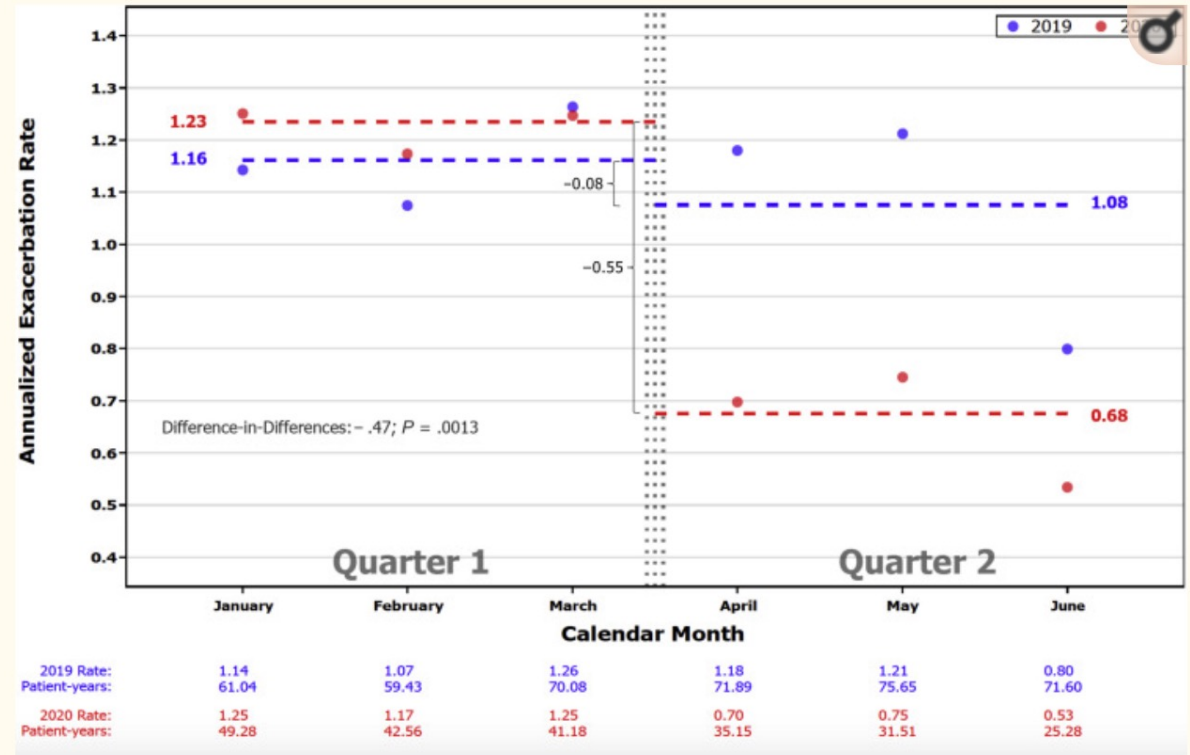 2019 20
1.4
1.3
1.2
1.1
1.0
0.9
0.8
0.7
0.6
0.5
0.4
Annualized Exacerbation Rate
1.23
1.16
−0.08
−0.55
1.08
0.68
Difference-in-Differences: − .47; P = .0013
Quarter 1 Quarter 2
January February March April May June
Calendar Month
2019 Rate: 1.14 1.07 1.26 1.18 1.21 0.80
Patient-years: 61.04 59.43 70.08 71.89 75.65 71.60
2020 Rate: 1.25 1.17 1.25 0.70 0.75 0.53
Patient-years: 49.28 42.56 41.18 35.15 31.51 25.28